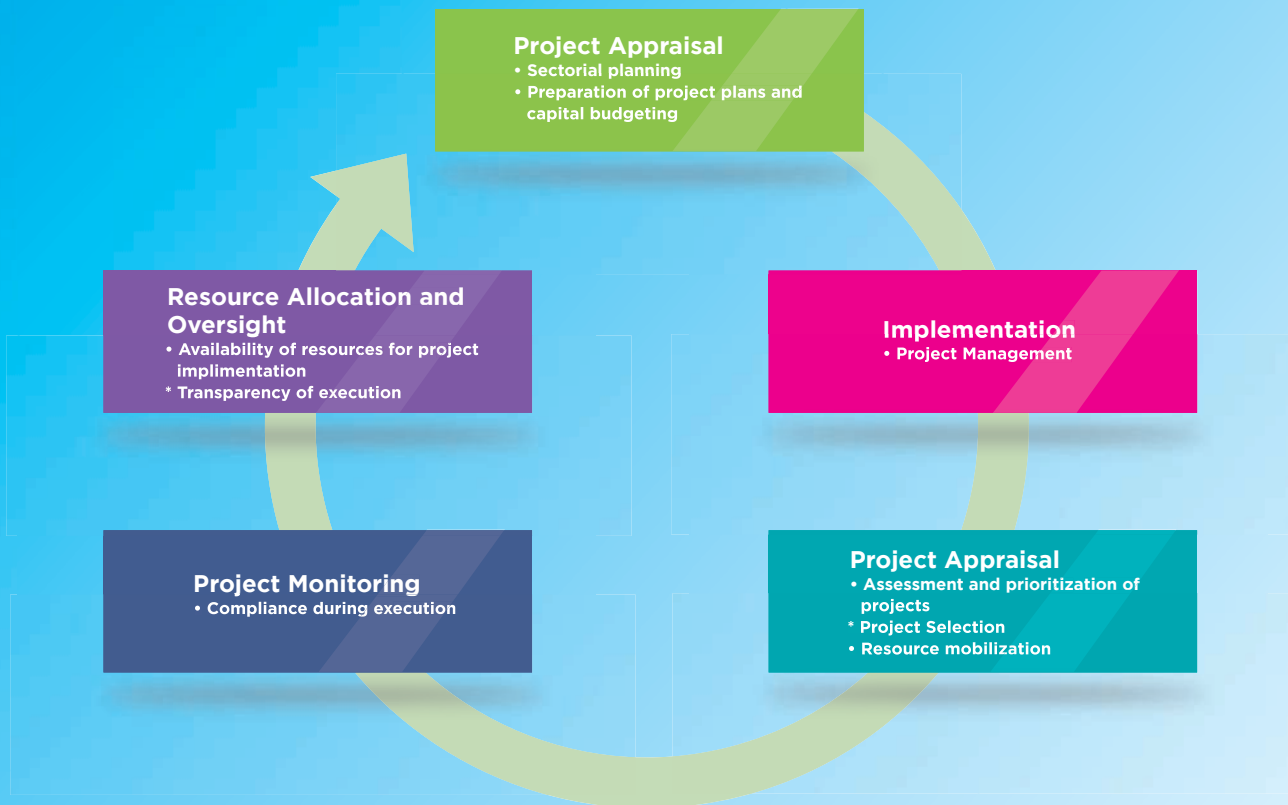 Project Appraisal
• Sectorial planning
• Preparation of project plans and
capital budgeting
Resource Allocation and
Oversight
• Availability of resources for project
implimentation
* Transparency of execution
Implementation
• Project Management
Project Monitoring
• Compliance during execution
Project Appraisal
• Assessment and prioritization of
projects
* Project Selection
• Resource mobilization